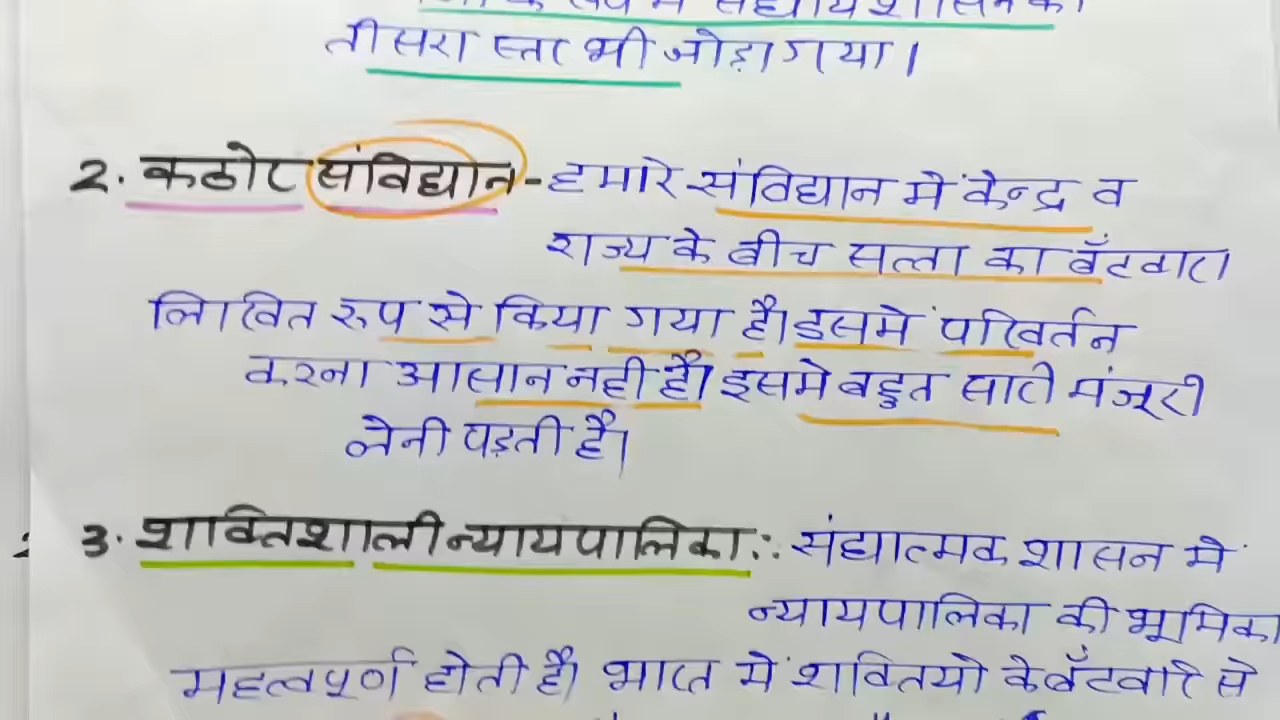 तीसरा स्तर भी जोड़ा गया।
2. कठोर संविधान - हमारे संविधान में केन्द्र व
राज्य के बीच सत्ता का बँटवारा
लिखित रुप से किया गया है। इसमें परिवर्तन
करना आसान नहीं है। इसमे बहुत सारी मंजूरी
लेनी पड़ती है।
3. शक्तिशाली न्यायपालिका:- संघात्मक शासन में
न्यायपालिका की भूमिका
महत्वपूर्ण होती है। भारत में शक्तियो के बँटवारे से